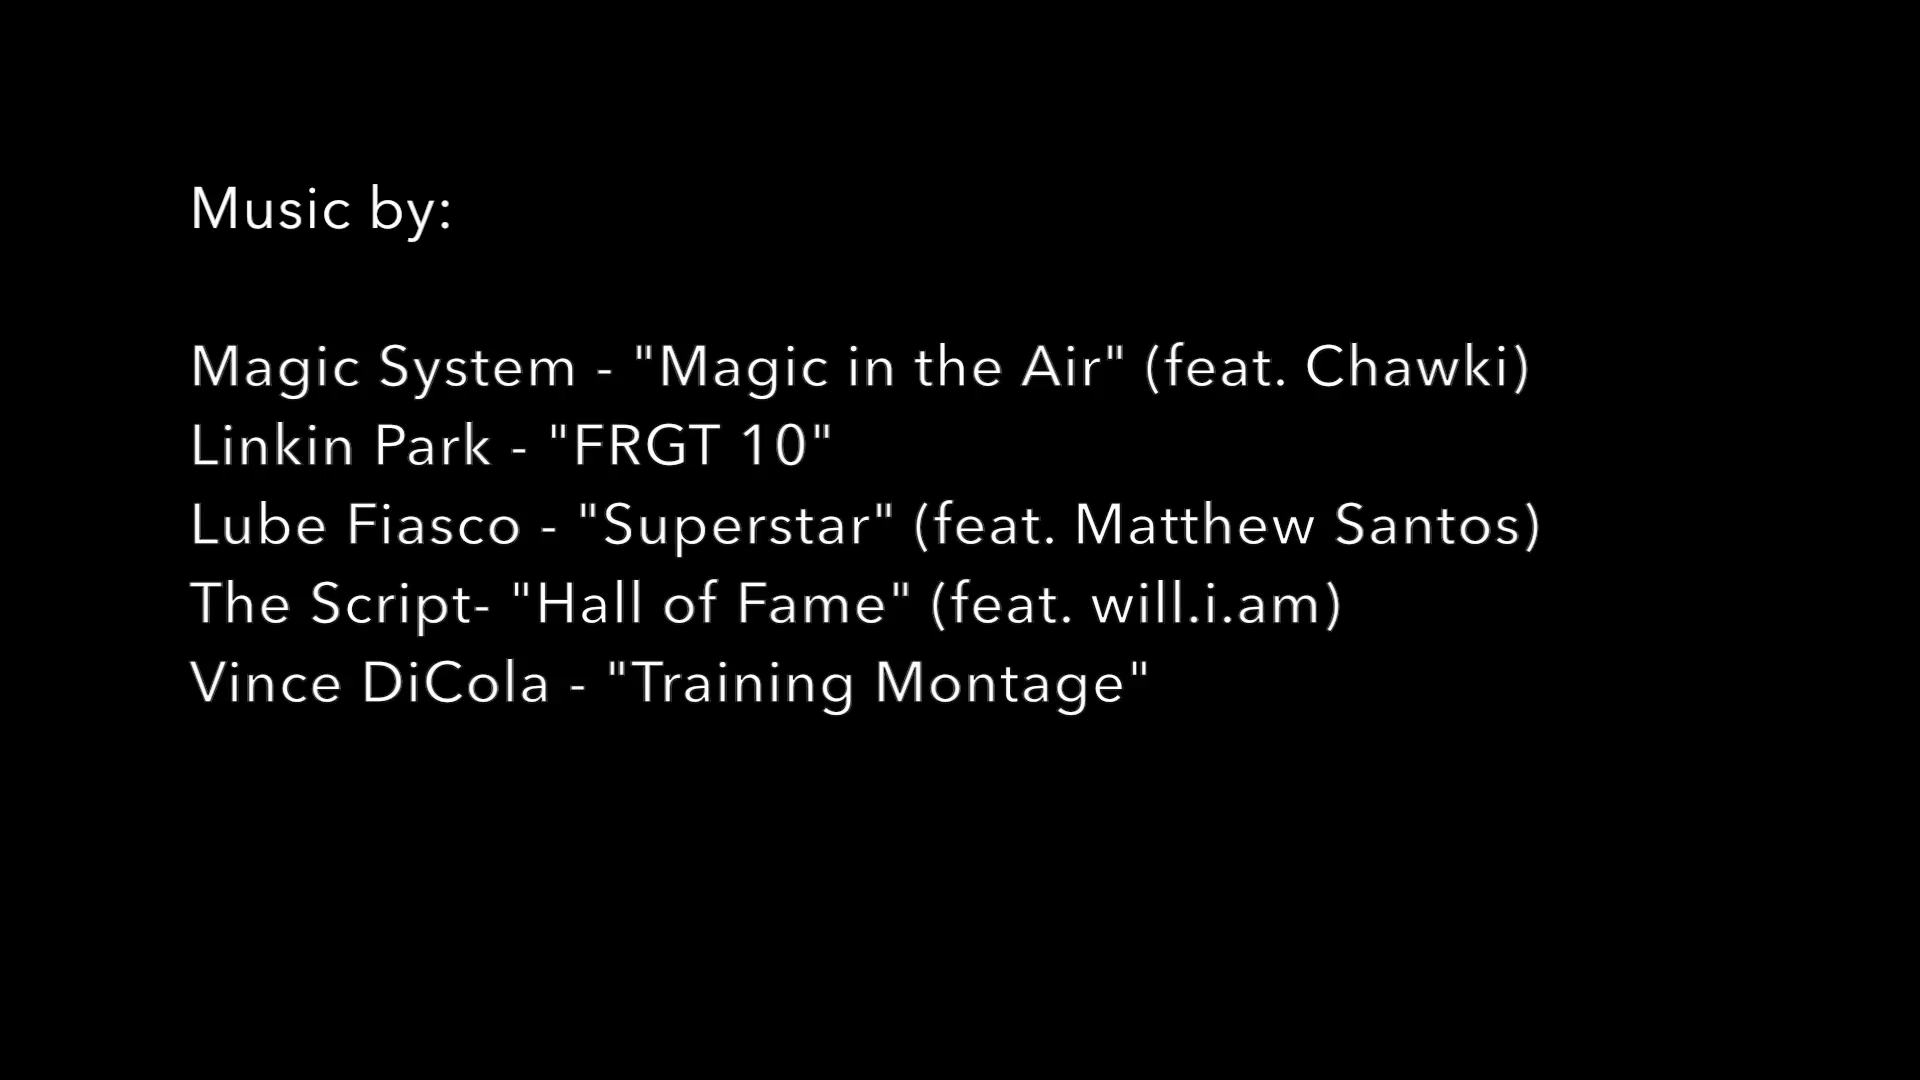 Music by:
Magic System - "Magic in the Air" (feat. Chawki)
Linkin Park - "FRGT 10"
Lube Fiasco - "Superstar" (feat. Matthew Santos)
The Script- "Hall of Fame" (feat. will.i.am)
Vince DiCola - "Training Montage"